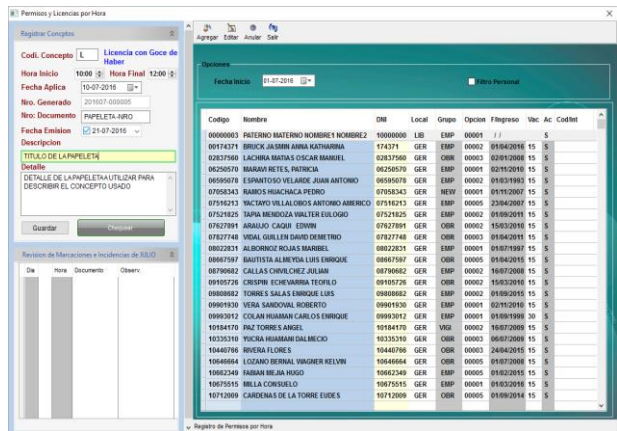 Permisos y Licencias por Hora
Registrar Concptos
Codi. Concepto L Licencia con Goce de Haber
Hora Inicio 10:00 Hora Final 12:00
Fecha Aplica 10-07-2016
Nro. Generado 201607-000005
Nro: Documento PAPELETA-NRO
Fecha Emision 21-07-2016
Descripcion
TITULO DE LA PAPELETA
Detalle
DETALLE DE LA PAPELETA A UTILIZAR PARA
DESCRIBIR EL CONCEPTO USADO
Guardar Chequear
Revision de Marcaciones e Incidencias de JULIO
Dia Hora Documento Observ.
Agregar Editar Anular Salir
Opciones
Fecha Inicio 01-07-2016 Filtro Personal
Codigo Nombre DNI Local Grupo Opcion FIngreso Vac Ac CodInt
00000003 PATERNO MATERNO NOMBRE1 NOMBRE2 10000000 LIB EMP 00001 / / S
00174371 BRUCK JASMIN ANNA KATHARINA 174371 GER EMP 00002 01/04/2016 15 S
02837560 LACHIRA MATIAS OSCAR MANUEL 02837560 GER OBR 00003 02/01/2008 15 S
06250570 MARAVI RETES, PATRICIA 06250570 GER EMP 00001 02/11/2010 15 S
06595078 ESPANTOSO VELARDE JUAN ANTONIO 06595078 GER EMP 00002 01/03/1993 15 S
07058343 RAMOS HUACHACA PEDRO 07058343 GER NEW 00001 01/11/2007 15 S
07516213 YACTAYO VILLALOBOS ANTONIO AMERICO 07516213 GER EMP 00005 23/04/2007 15 S
07521825 TAPIA MENDOZA WALTER EULOGIO 07521825 GER EMP 00002 01/09/2011 15 S
07627891 ARAUJO CAQUI EDWIN 07627891 GER OBR 00002 15/03/2010 15 S
07827748 VIDAL GUILLEN DAVID DEMETRIO 07827748 GER OBR 00003 01/04/2011 15 S
08022831 ALBORNOZ ROJAS MARIBEL 08022831 GER EMP 00001 01/07/1997 15 S
08667597 BAUTISTA ALMEYDA LUIS ENRIQUE 08667597 GER OBR 00005 01/04/2015 15 S
08790682 CALLAS CHIVILCHEZ JULIAN 08790682 GER EMP 00002 16/07/2008 15 S
09105726 CRISPIN ECHEVARRIA TEOFILO 09105726 GER OBR 00002 15/03/2010 15 S
09808682 TORRES SALAS ENRIQUE LUIS 09808682 GER EMP 00002 24/04/2015 15 S
09901930 VERA SANDOVAL ROBERTO 09901930 GER EMP 00001 02/11/2010 15 S
09993012 COLAN HUAMAN CARLOS ENRIQUE 09993012 GER EMP 00001 01/09/1999 30 S
10184170 PAZ TORRES ANGEL 10184170 GER VIG 00002 16/07/2009 15 S
10335310 YUCRA HUAMANI DALMECIO 10335310 GER OBR 00003 06/07/2009 15 S
10440766 RIVERA FLORES 10440766 GER OBR 00003 21/09/2015 15 S
10646664 LOZANO BERNAL WAGNER KELVIN 10646664 GER OBR 00005 01/02/2015 15 S
10662349 FABIAN MEJIA HUGO 10662349 GER EMP 00005 01/02/2015 15 S
10675515 MILLA CONSUELO 10675515 GER EMP 00001 01/03/2016 15 S
10712009 CARDENAS DE LA TORRE EUDES 10712009 GER OBR 00005 01/09/2014 15 S
Registro de Permisos por Hora